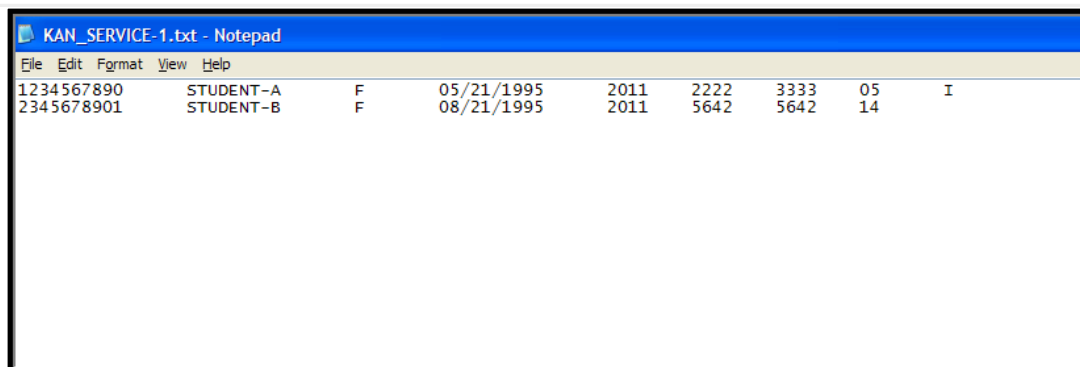 KAN_SERVICE-1.txt - Notepad
File Edit Format View Help
1234567890 STUDENT-A F 05/21/1995 2011 2222 3333 05 I
2345678901 STUDENT-B F 08/21/1995 2011 5642 5642 14